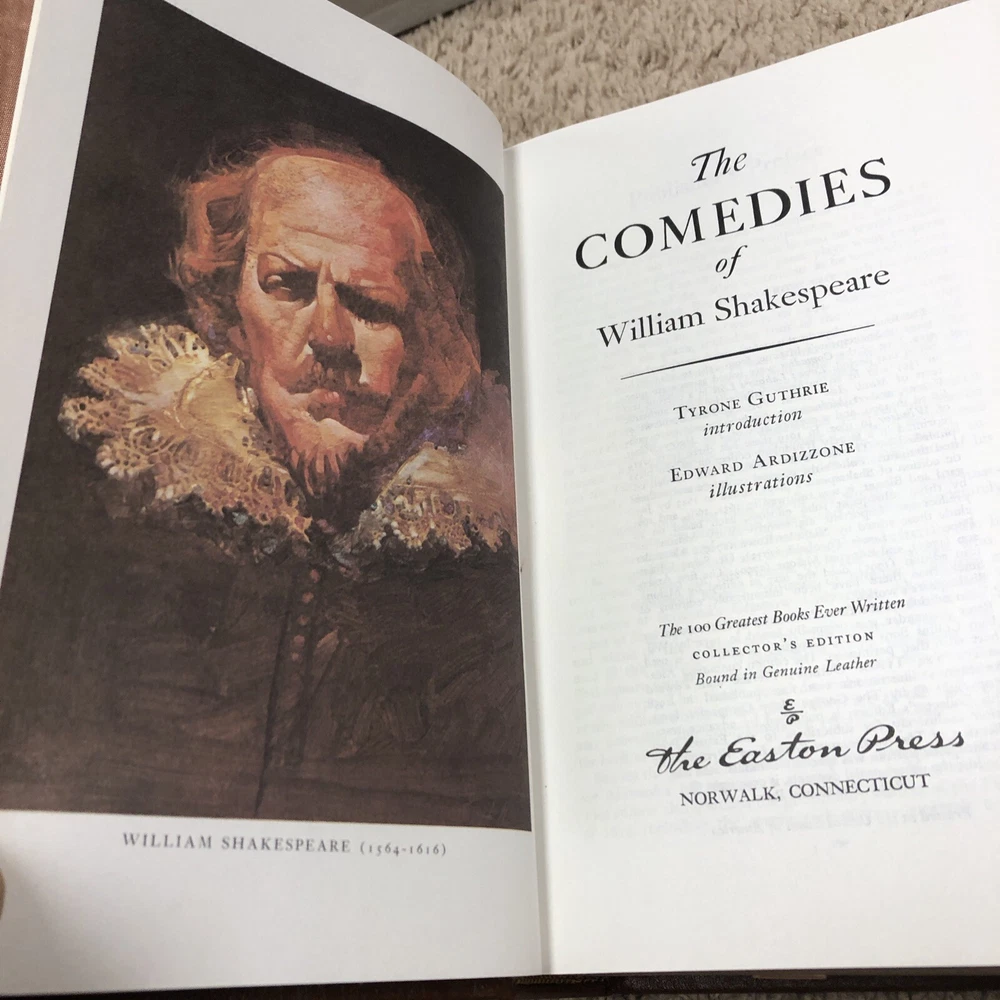 WILLIAM SHAKESPEARE (1564-1616)
The
COMEDIES
of
William Shakespeare
TYRONE GUTHRIE
introduction
EDWARD ARDIZZONE
illustrations
The 100 Greatest Books Ever Written
COLLECTOR'S EDITION
Bound in Genuine Leather
E
P
The Easton Press
NORWALK, CONNECTICUT